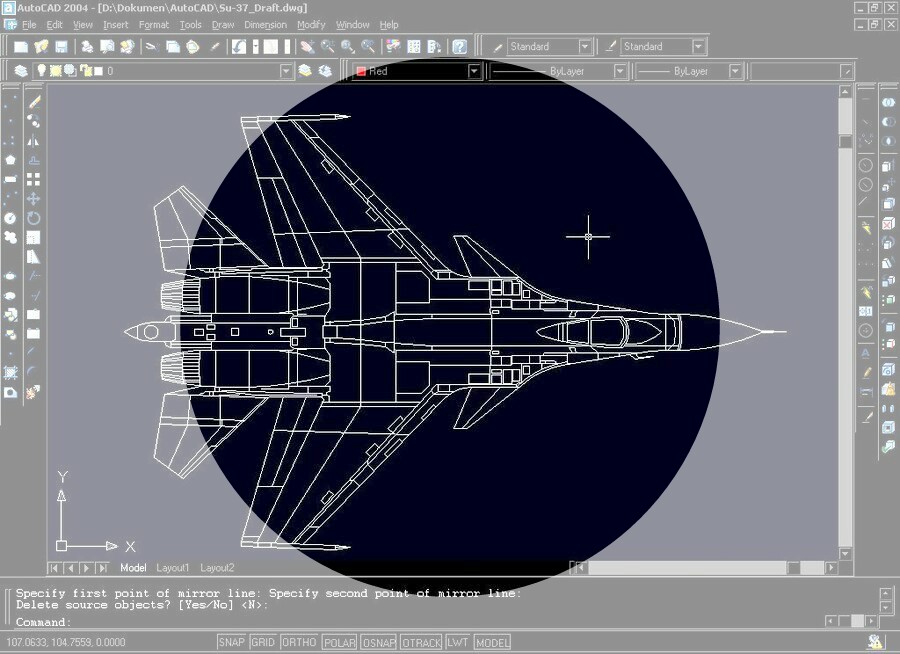 AutoCAD 2004 - [D:\Dokumen\AutoCAD\Su-37_Draft.dwg]
File Edit View Insert Format Tools Draw Dimension Modify Window Help
Standard Standard
0 Red ByLayer ByLayer
Y
X
Model Layout1 Layout2
Specify first point of mirror line: Specify second point of mirror line:
Delete source objects? [Yes/No] <N>:
Command:
107.0633, 104.7559, 0.0000 SNAP GRID ORTHO POLAR OSNAP OTRACK LWT MODEL